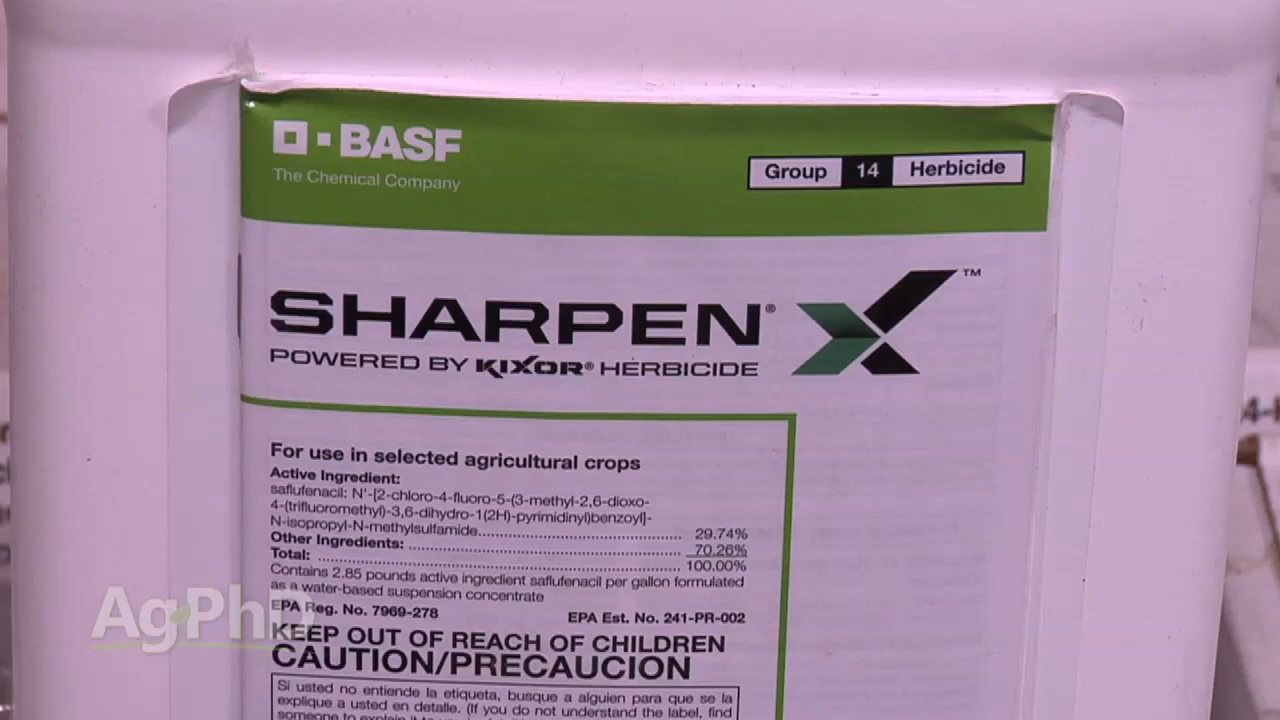 BASF
The Chemical Company
Group 14 Herbicide
SHARPEN® ™
POWERED BY KIXOR® HERBICIDE
For use in selected agricultural crops
Active Ingredient:
saflufenacil: N'-[2-chloro-4-fluoro-5-(3-methyl-2,6-dioxo-
4-(trifluoromethyl)-3,6-dihydro-1(2H)-pyrimidinyl)benzoyl]-
N-isopropyl-N-methylsulfamide.......... 29.74%
Other Ingredients: .......... 70.26%
Total: .......... 100.00%
Contains 2.85 pounds active ingredient saflufenacil per gallon formulated
as a water-based suspension concentrate
EPA Reg. No. 7969-278 EPA Est. No. 241-PR-002
AgPhD
KEEP OUT OF REACH OF CHILDREN
CAUTION/PRECAUCION
Si usted no entiende la etiqueta, busque a alguien para que se la
explique a usted en detalle. (If you do not understand the label, find
someone to explain it to